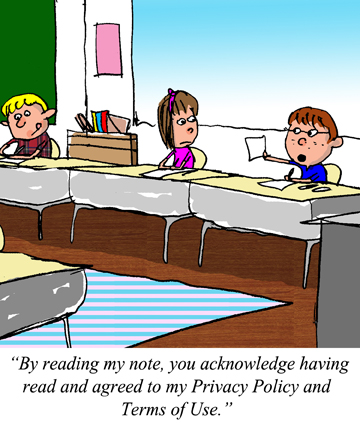 “By reading my note, you acknowledge having
read and agreed to my Privacy Policy and
Terms of Use.”